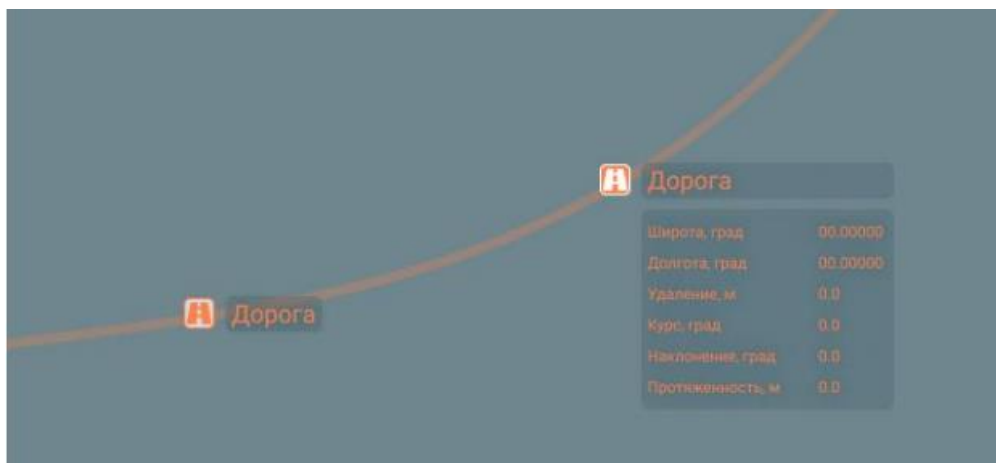 Дорога
Широта, град 00.00000
Долгота, град 00.00000
Удаление, м 0.0
Курс, град 0.0
Наклонение, град 0.0
Протяженность, м 0.0
Дорога